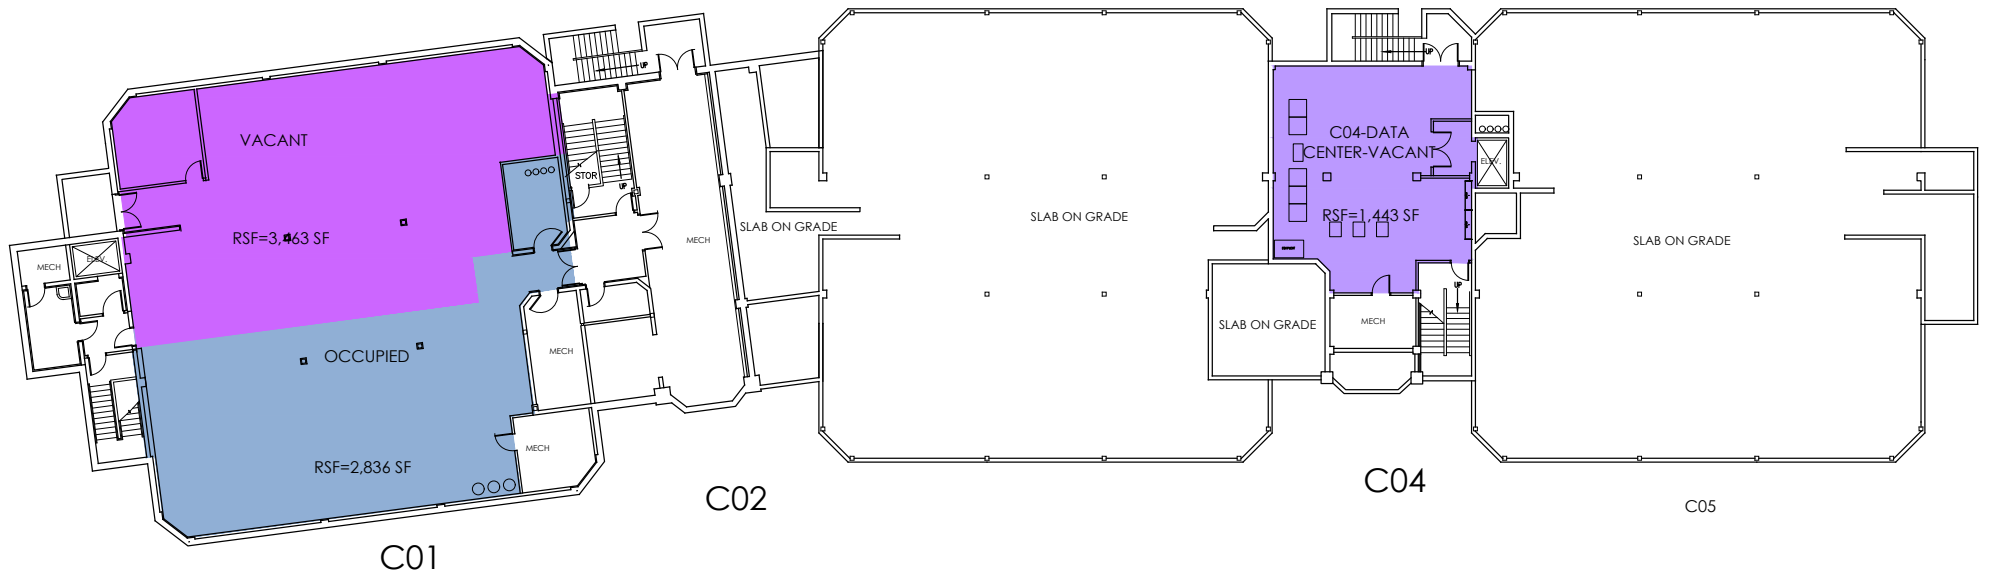 UP
UP
VACANT
C04-DATA
CENTER-VACANT
ELEV.
STOR
UP
RSF=3,463 SF
MECH
SLAB ON GRADE
SLAB ON GRADE
RSF=1,443 SF
SLAB ON GRADE
MECH
ELEV.
UP
SLAB ON GRADE
MECH
MECH
OCCUPIED
MECH
RSF=2,836 SF
C01
C02
C04
C05